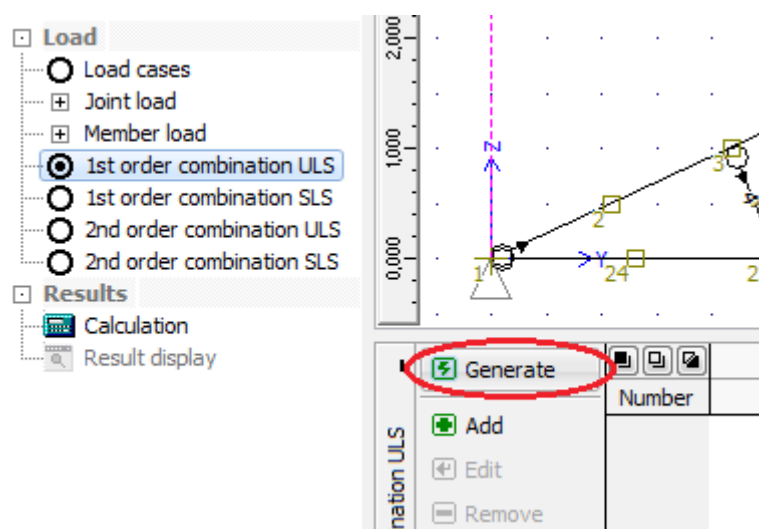 Load
Load cases
Joint load
Member load
1st order combination ULS
1st order combination SLS
2nd order combination ULS
2nd order combination SLS
Results
Calculation
Result display
2,000
1,000
0,000
Z
Y
1
2
3
24
2
Generate
Add
Edit
Remove
Number
nation ULS